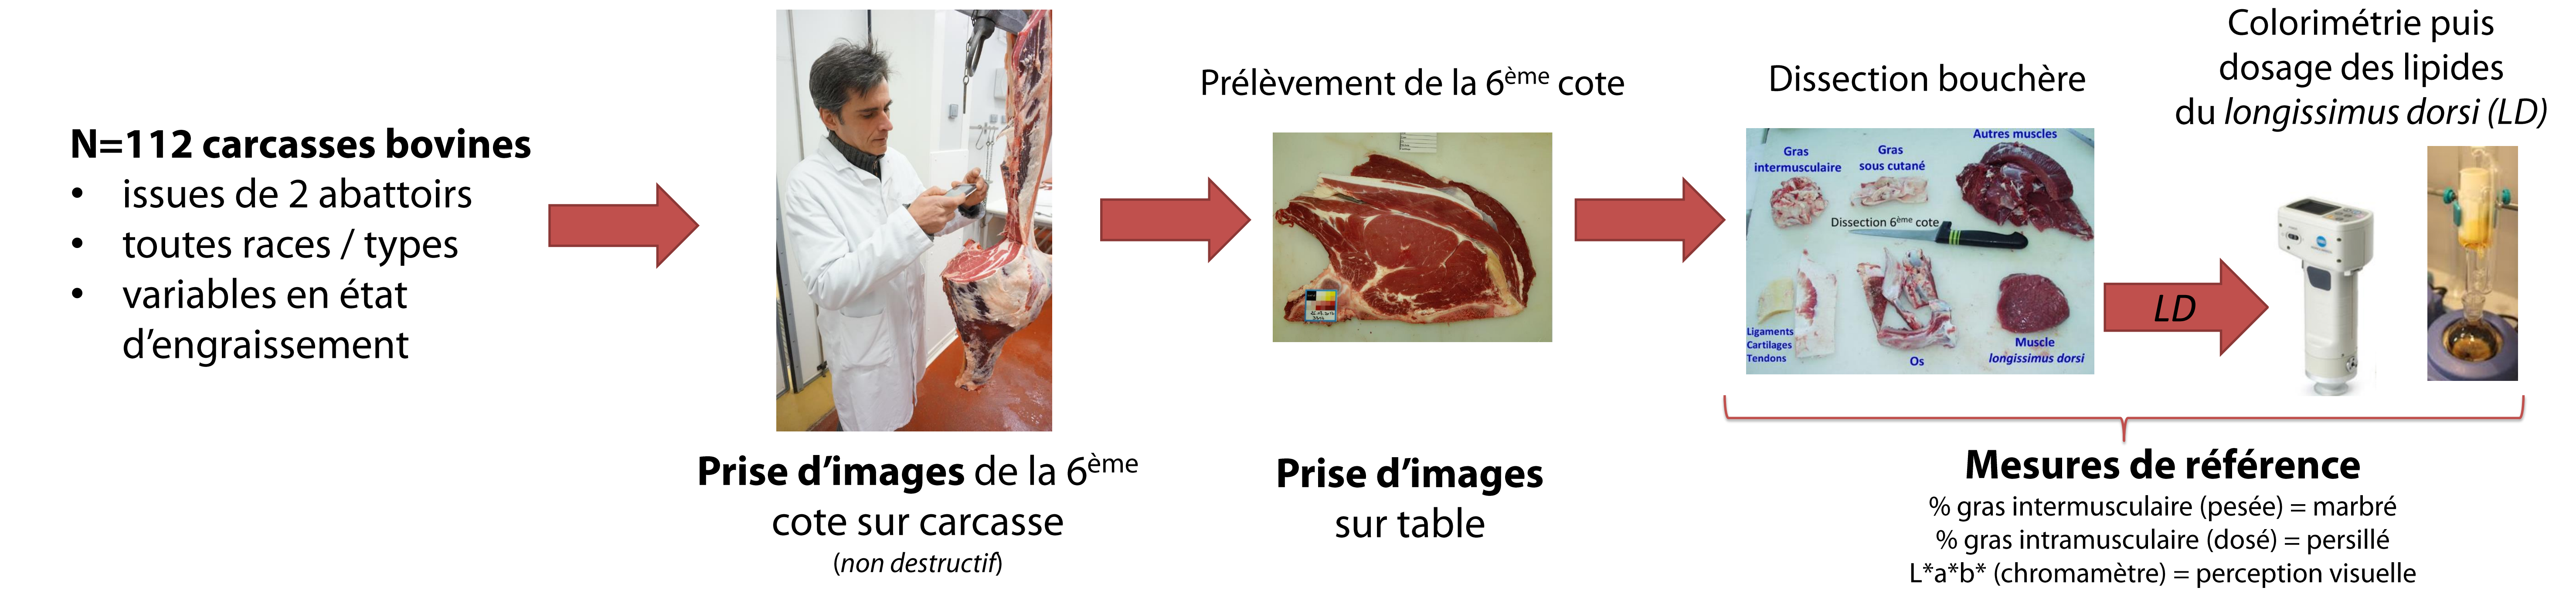 N=112 carcasses bovines
• issues de 2 abattoirs
• toutes races / types
• variables en état
d’engraissement
Prise d’images de la 6ème
cote sur carcasse
(non destructif)
Prélèvement de la 6ème cote
Prise d’images
sur table
Dissection bouchère
Autres muscles
Gras
intermusculaire
Gras
sous cutané
Dissection 6ème cote
Ligaments
Cartilages
Tendons
Os
Muscle
longissimus dorsi
LD
Colorimétrie puis
dosage des lipides
du longissimus dorsi (LD)
Mesures de référence
% gras intermusculaire (pesée) = marbré
% gras intramusculaire (dosé) = persillé
L*a*b* (chromamètre) = perception visuelle